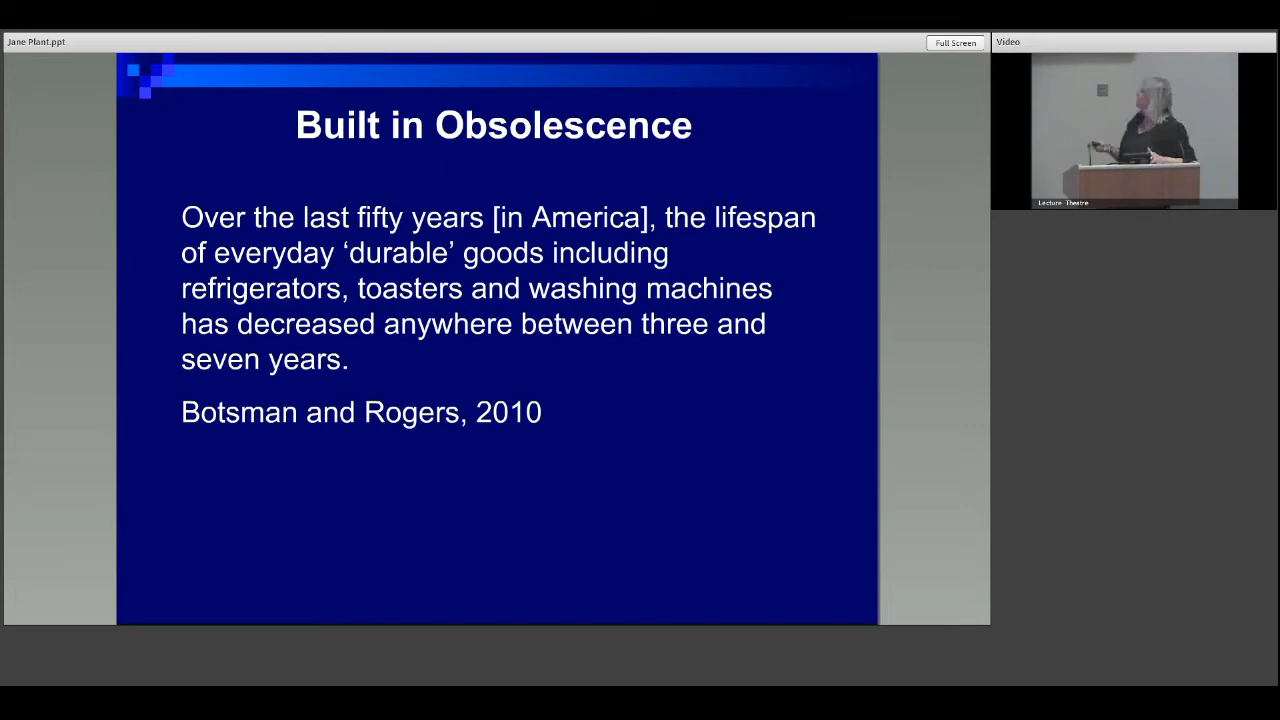 Jane Plant.ppt
Full Screen
Video
Built in Obsolescence
Over the last fifty years [in America], the lifespan
of everyday ‘durable’ goods including
refrigerators, toasters and washing machines
has decreased anywhere between three and
seven years.
Botsman and Rogers, 2010
Lecture Theatre